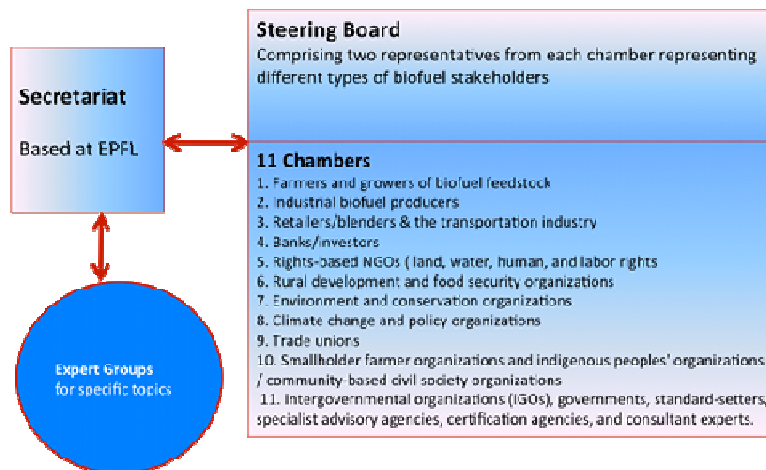 Secretariat
Based at EPFL
Expert Groups
for specific topics
Steering Board
Comprising two representatives from each chamber representing
different types of biofuel stakeholders
11 Chambers
1. Farmers and growers of biofuel feedstock
2. Industrial biofuel producers
3. Retailers/blenders & the transportation industry
4. Banks/investors
5. Rights-based NGOs ( land, water, human, and labor rights
6. Rural development and food security organizations
7. Environment and conservation organizations
8. Climate change and policy organizations
9. Trade unions
10. Smallholder farmer organizations and indigenous peoples' organizations
/ community-based civil society organizations
11. Intergovernmental organizations (IGOs), governments, standard-setters,
specialist advisory agencies, certification agencies, and consultant experts.